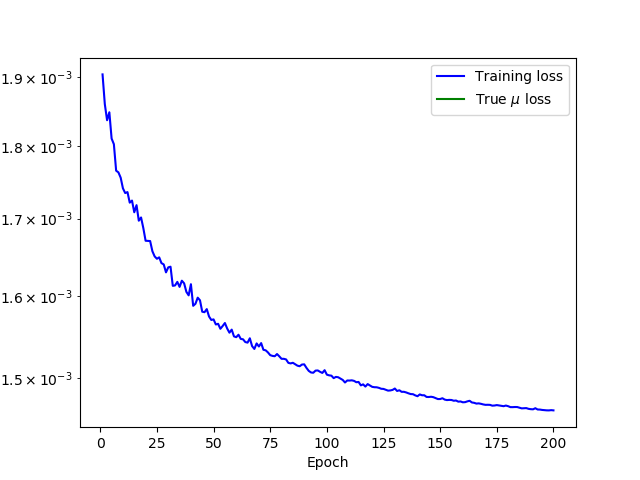 1.9 × 10⁻³
1.8 × 10⁻³
1.7 × 10⁻³
1.6 × 10⁻³
1.5 × 10⁻³
Training loss
True μ loss
0 25 50 75 100 125 150 175 200
Epoch